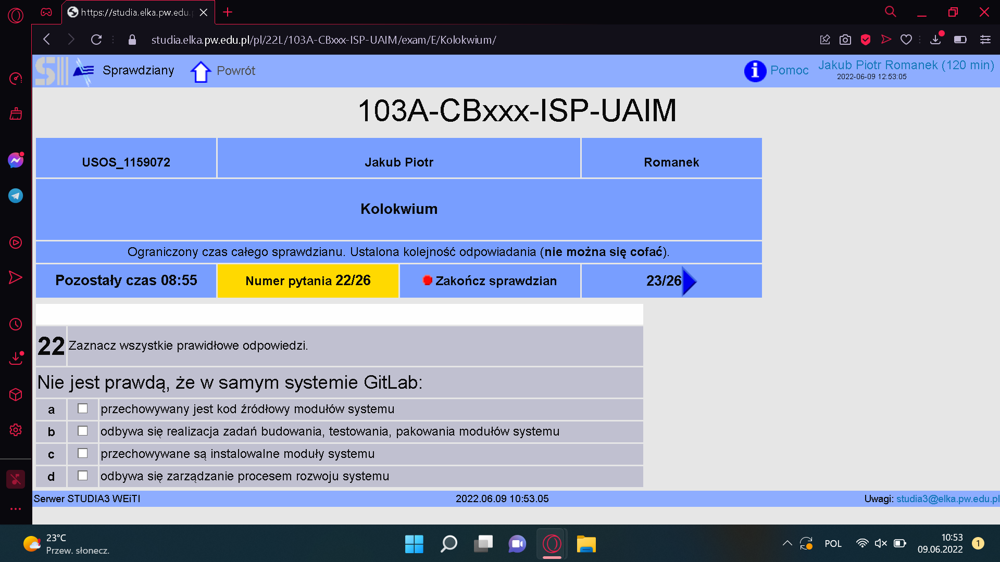 https://studia.elka.pw.edu.
studia.elka.pw.edu.pl/pl/22L/103A-CBxxx-ISP-UAIM/exam/E/Kolokwium/
Sprawdziany
Powrót
Pomoc
Jakub Piotr Romanek (120 min)
2022-06-09 12:53:05
103A-CBxxx-ISP-UAIM
USOS_1159072
Jakub Piotr
Romanek
Kolokwium
Ograniczony czas całego sprawdzianu. Ustalona kolejność odpowiadania (nie można się cofać).
Pozostały czas 08:55
Numer pytania 22/26
Zakończ sprawdzian
23/26
22 Zaznacz wszystkie prawidłowe odpowiedzi.
Nie jest prawdą, że w samym systemie GitLab:
a przechowywany jest kod źródłowy modułów systemu
b odbywa się realizacja zadań budowania, testowania, pakowania modułów systemu
c przechowywane są instalowalne moduły systemu
d odbywa się zarządzanie procesem rozwoju systemu
Serwer STUDIA3 WEiTI
2022.06.09 10:53.05
Uwagi: studia3@elka.pw.edu.pl
23°C
Przew. słonecz.
POL
10:53
09.06.2022
1